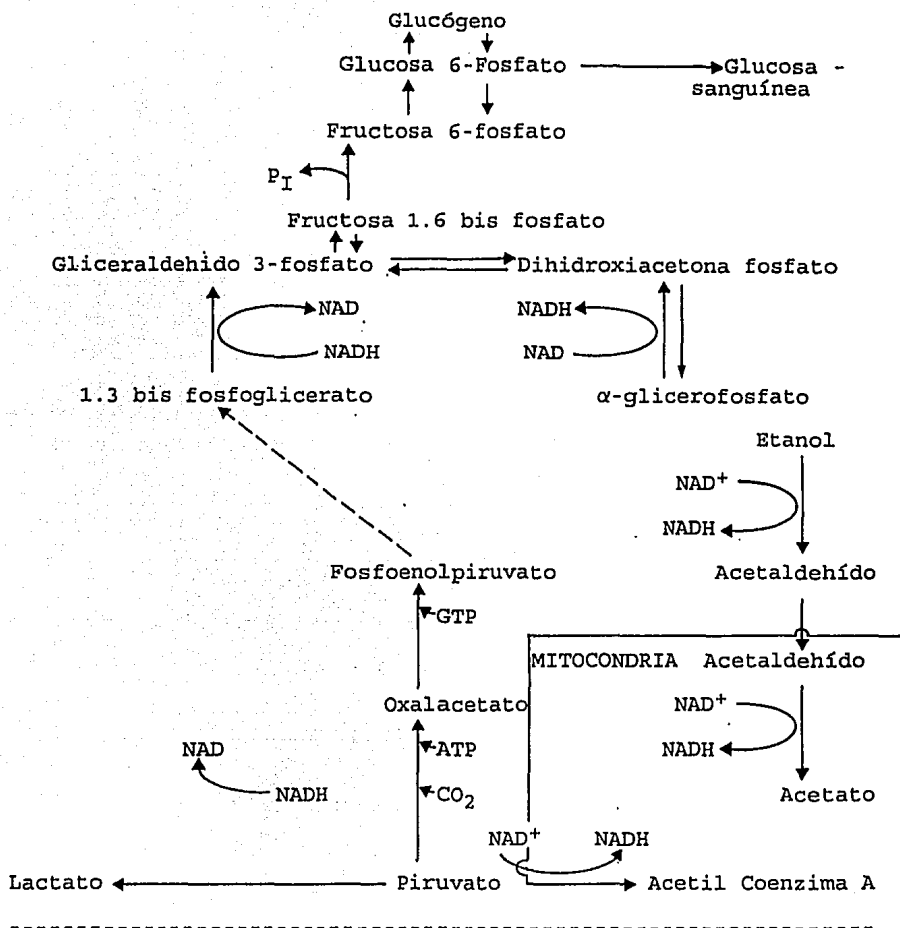 Glucógeno
Glucosa 6-Fosfato
Glucosa -
sanguínea
Fructosa 6-fosfato
PI
Fructosa 1.6 bis fosfato
Gliceraldehido 3-fosfato
Dihidroxiacetona fosfato
NAD
NADH
NADH
NAD
1.3 bis fosfoglicerato
α-glicerofosfato
Etanol
NAD+
NADH
Fosfoenolpiruvato
Acetaldehído
GTP
MITOCONDRIA Acetaldehído
Oxalacetato
NAD+
NAD
ATP
NADH
NADH
CO2
Acetato
NAD+
NADH
Lactato
Piruvato
Acetil Coenzima A